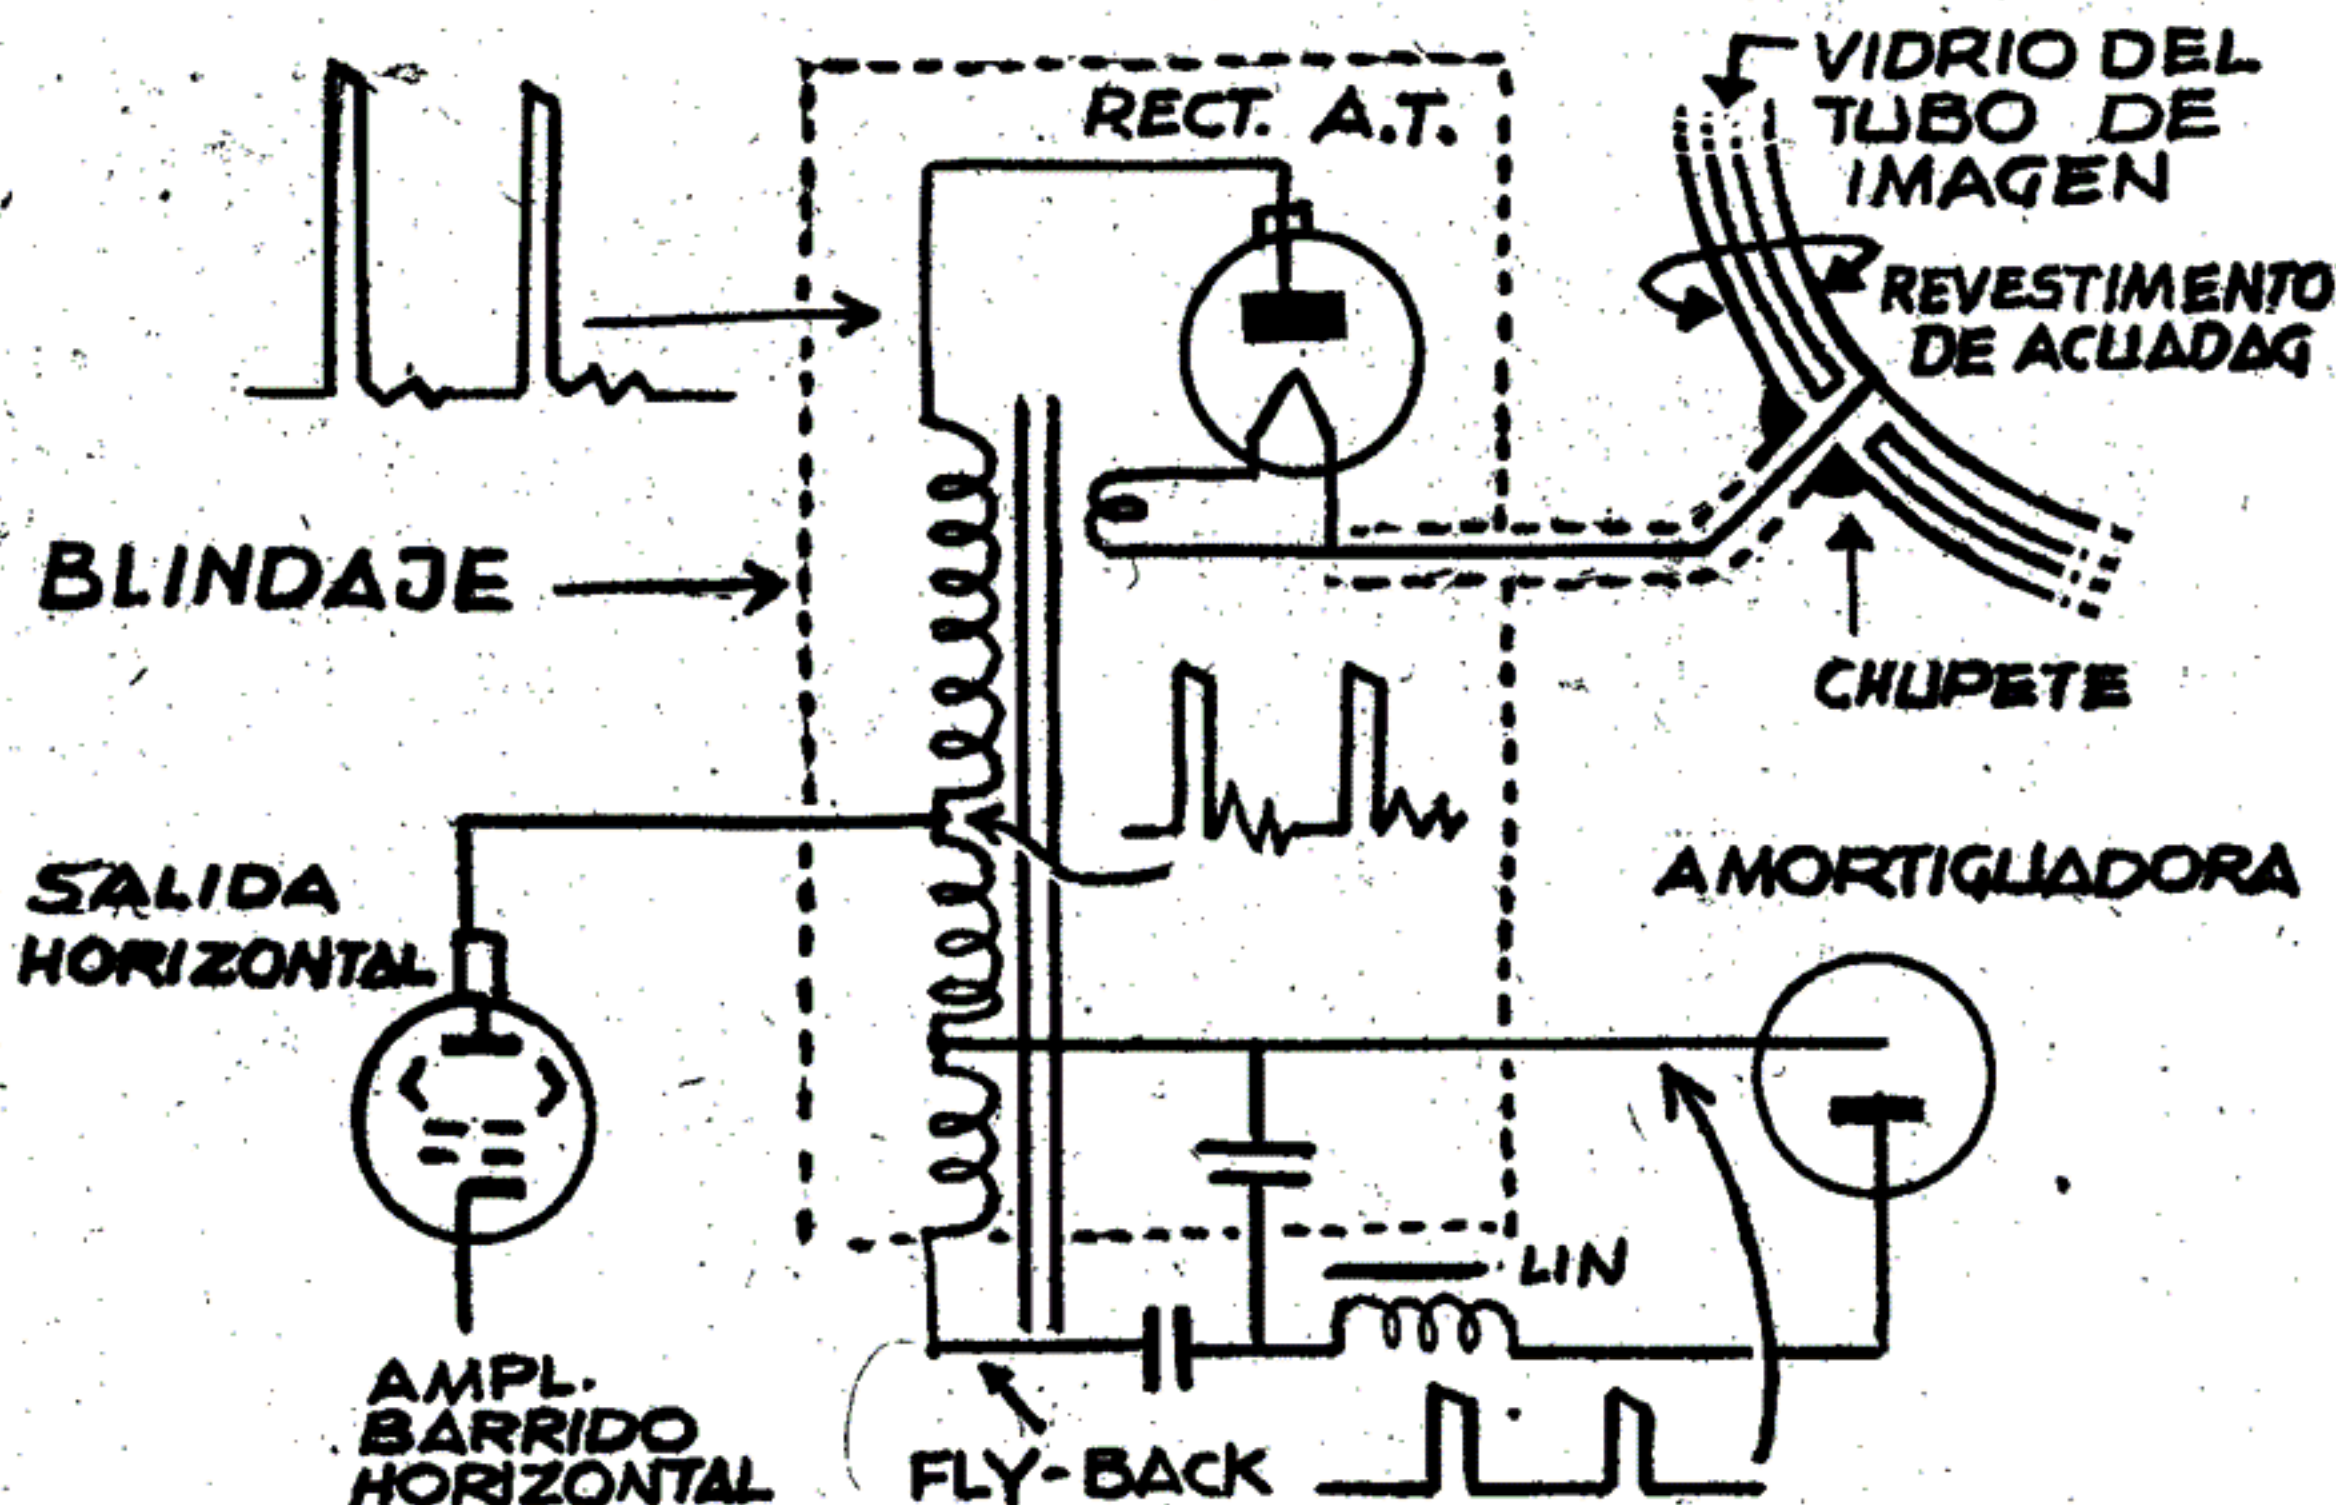 RECT. A.T.
VIDRIO DEL
TUBO DE
IMAGEN
REVESTIMENTO
DE ACUADAG
BLINDAJE
CHUPETE
SALIDA
HORIZONTAL
AMORTIGUADORA
LIN
AMPL.
BARRIDO
HORIZONTAL
FLY-BACK